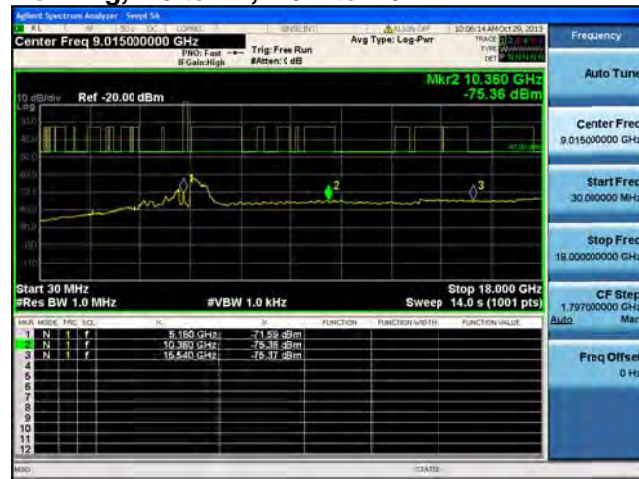 Agilent Spectrum Analyzer - Swept SA
10:06:14 AM Oct 29, 2013
Center Freq 9.015000000 GHz
Avg Type: Log-Pwr
TRACE
PNO: Fast
Trig: Free Run
TYPE
IFGain:High
#Atten: 0 dB
DET
Frequency
Auto Tune
Mkr2 10.360 GHz
10 dB/div Ref -20.00 dBm
-75.36 dBm
Log
Center Freq
9.015000000 GHz
2
3
Start Freq
30.000000 MHz
Stop Freq
18.000000000 GHz
Start 30 MHz
Stop 18.000 GHz
#Res BW 1.0 MHz
#VBW 1.0 kHz
Sweep 14.0 s (1001 pts)
CF Step
1.797000000 GHz
Auto Man
MKR MODE TRC SCL X Y FUNCTION FUNCTION WIDTH FUNCTION VALUE
1 N 1 f 5.160 GHz -71.59 dBm
2 N 1 f 10.360 GHz -75.36 dBm
3 N 1 f 15.540 GHz -75.37 dBm
4
5
6
7
8
9
10
11
12
Freq Offset
0 Hz
MSG
STATUS